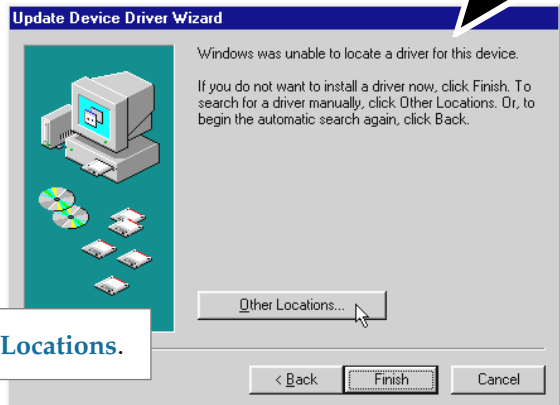 Update Device Driver Wizard
Windows was unable to locate a driver for this device.
If you do not want to install a driver now, click Finish. To
search for a driver manually, click Other Locations. Or, to
begin the automatic search again, click Back.
Other Locations...
Locations.
< Back
Finish
Cancel